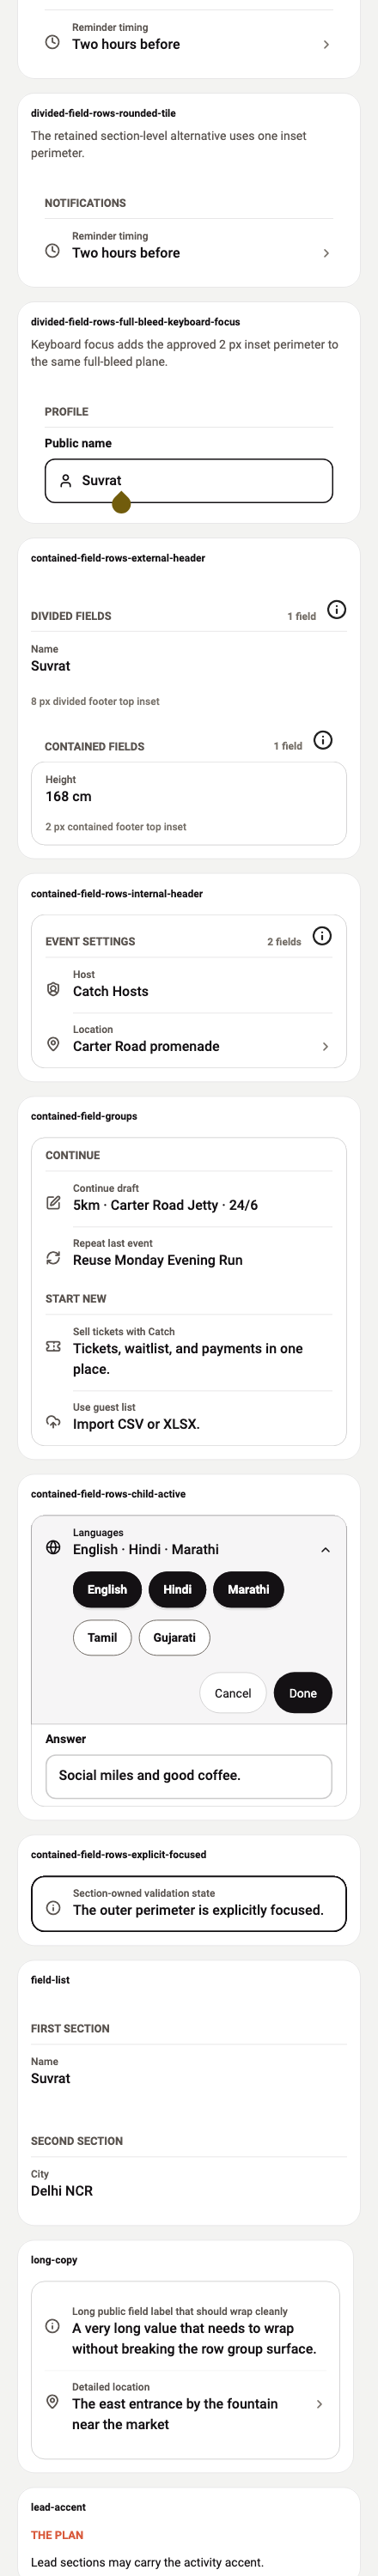 Reminder timing
Two hours before
divided-field-rows-rounded-tile
The retained section-level alternative uses one inset
perimeter.
NOTIFICATIONS
Reminder timing
Two hours before
divided-field-rows-full-bleed-keyboard-focus
Keyboard focus adds the approved 2 px inset perimeter to
the same full-bleed plane.
PROFILE
Public name
Suvrat
contained-field-rows-external-header
DIVIDED FIELDS 1 field
Name
Suvrat
8 px divided footer top inset
CONTAINED FIELDS 1 field
Height
168 cm
2 px contained footer top inset
contained-field-rows-internal-header
EVENT SETTINGS 2 fields
Host
Catch Hosts
Location
Carter Road promenade
contained-field-groups
CONTINUE
Continue draft
5km · Carter Road Jetty · 24/6
Repeat last event
Reuse Monday Evening Run
START NEW
Sell tickets with Catch
Tickets, waitlist, and payments in one
place.
Use guest list
Import CSV or XLSX.
contained-field-rows-child-active
Languages
English · Hindi · Marathi
English Hindi Marathi
Tamil Gujarati
Cancel Done
Answer
Social miles and good coffee.
contained-field-rows-explicit-focused
Section-owned validation state
The outer perimeter is explicitly focused.
field-list
FIRST SECTION
Name
Suvrat
SECOND SECTION
City
Delhi NCR
long-copy
Long public field label that should wrap cleanly
A very long value that needs to wrap
without breaking the row group surface.
Detailed location
The east entrance by the fountain
near the market
lead-accent
THE PLAN
Lead sections may carry the activity accent.